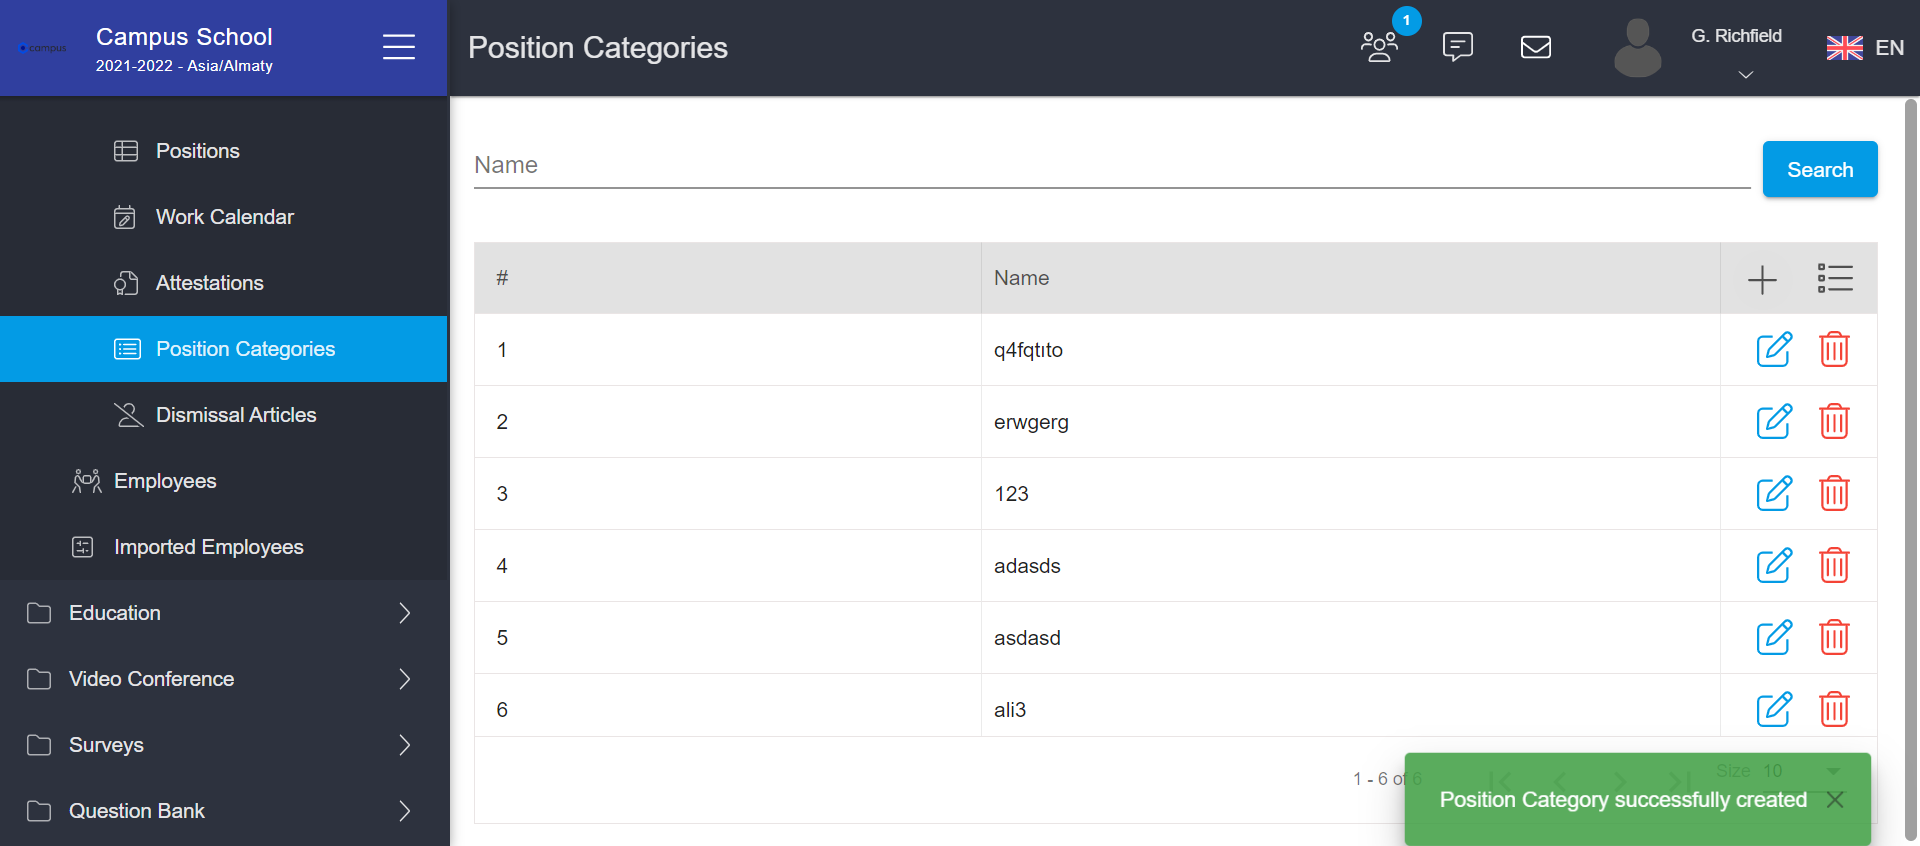 campus
Campus School
2021-2022 - Asia/Almaty
Position Categories
1
G. Richfield
EN
Positions
Work Calendar
Attestations
Position Categories
Dismissal Articles
Employees
Imported Employees
Education
Video Conference
Surveys
Question Bank
Name
Search
# Name
1 q4fqtıto
2 erwgerg
3 123
4 adasds
5 asdasd
6 ali3
1 - 6 of 6
Size 10
Position Category successfully created